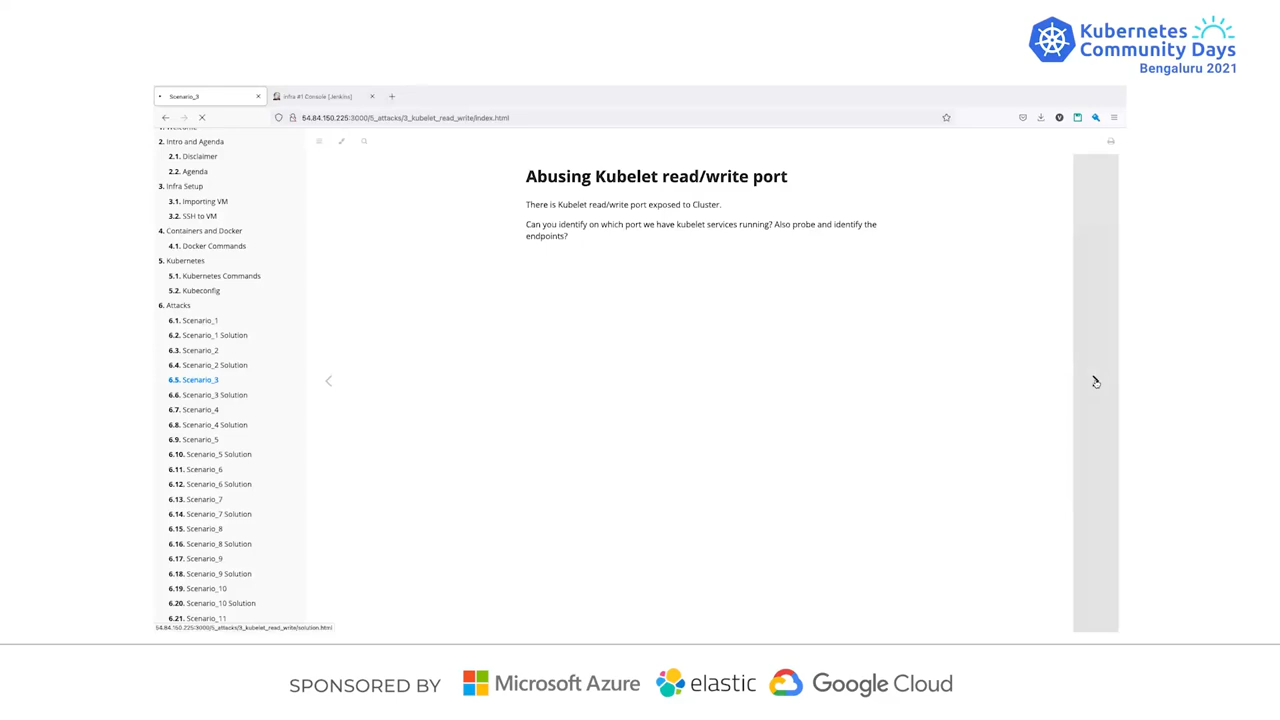 Kubernetes
Community Days
Bengaluru 2021
Scenario_3
infra #1 Console [Jenkins]
54.84.150.225:3000/5_attacks/3_kubelet_read_write/index.html
1. Welcome
2. Intro and Agenda
2.1. Disclaimer
2.2. Agenda
3. Infra Setup
3.1. Importing VM
3.2. SSH to VM
4. Containers and Docker
4.1. Docker Commands
5. Kubernetes
5.1. Kubernetes Commands
5.2. Kubeconfig
6. Attacks
6.1. Scenario_1
6.2. Scenario_1 Solution
6.3. Scenario_2
6.4. Scenario_2 Solution
6.5. Scenario_3
6.6. Scenario_3 Solution
6.7. Scenario_4
6.8. Scenario_4 Solution
6.9. Scenario_5
6.10. Scenario_5 Solution
6.11. Scenario_6
6.12. Scenario_6 Solution
6.13. Scenario_7
6.14. Scenario_7 Solution
6.15. Scenario_8
6.16. Scenario_8 Solution
6.17. Scenario_9
6.18. Scenario_9 Solution
6.19. Scenario_10
6.20. Scenario_10 Solution
6.21. Scenario_11
54.84.150.225:3000/5_attacks/3_kubelet_read_write/solution.html
Abusing Kubelet read/write port
There is Kubelet read/write port exposed to Cluster.
Can you identify on which port we have kubelet services running? Also probe and identify the
endpoints?
SPONSORED BY
Microsoft Azure
elastic
Google Cloud